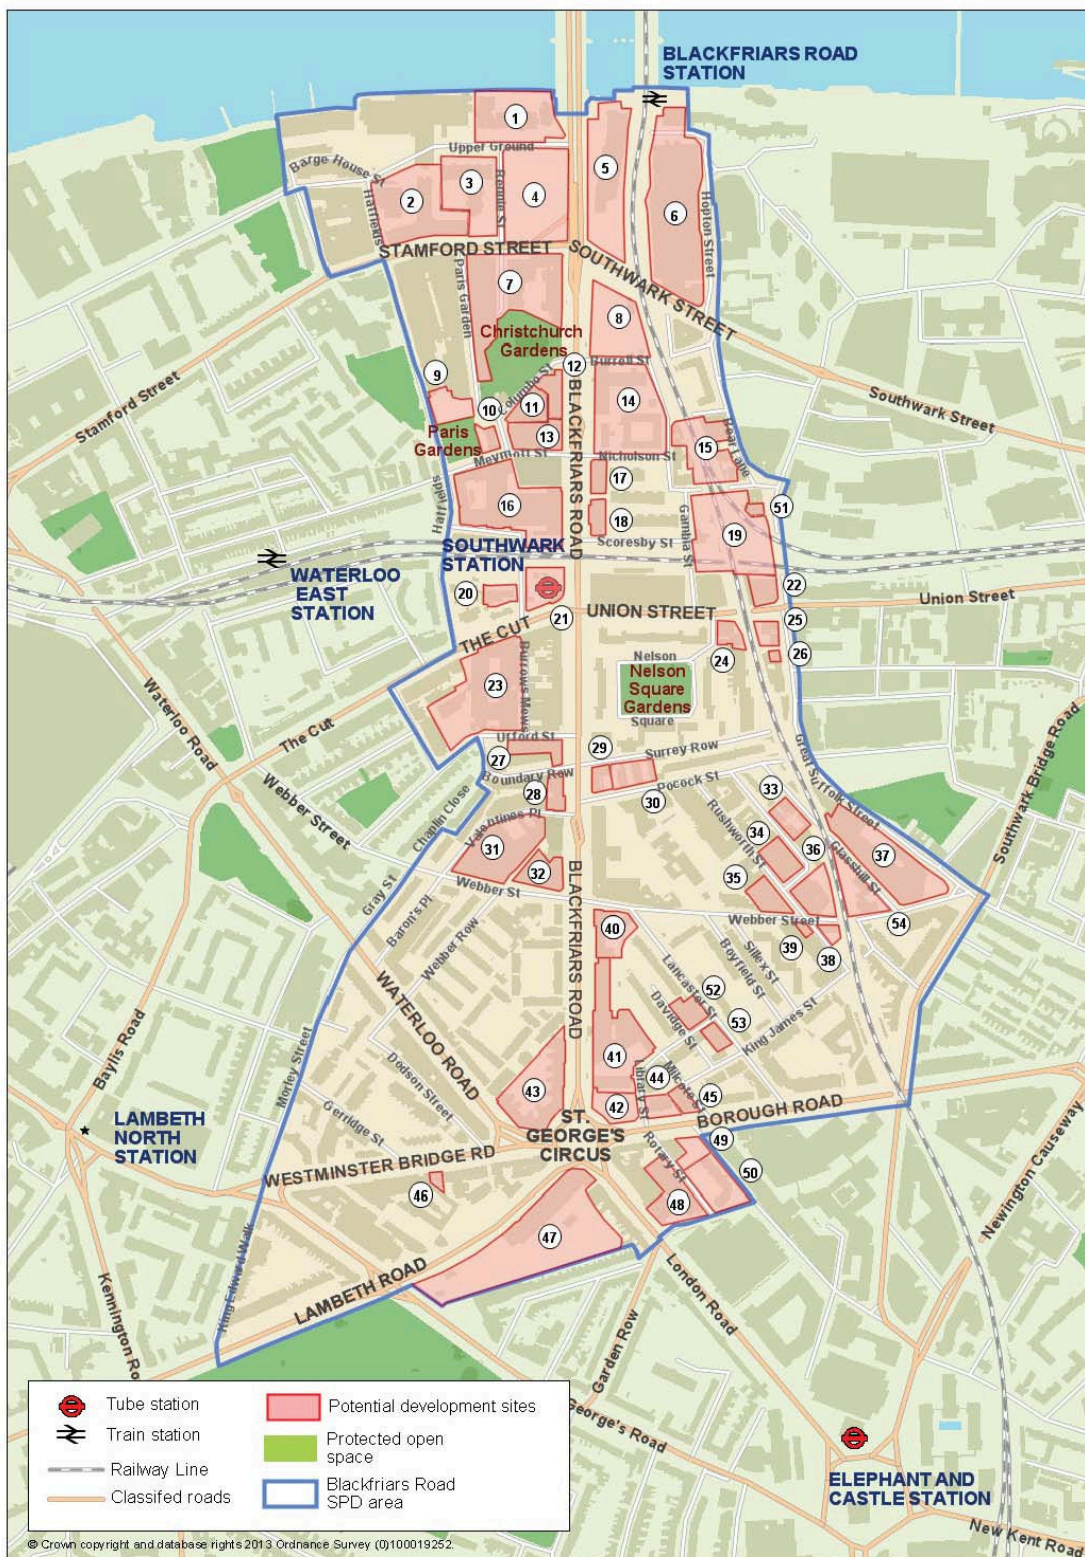 BLACKFRIARS ROAD
STATION
1
Upper Ground
Barge House St
2
3
Rennie St
4
5
6
Hopton Street
Hatfields
STAMFORD STREET
SOUTHWARK STREET
7
Paris Garden
8
Christchurch
Gardens
Burrell St
9
12
Columbo St
10
11
14
Stamford Street
Southwark Street
Paris
Gardens
13
BLACKFRIARS ROAD
15
Bear Lane
Meymott St
Nicholson St
17
Hatfields
16
18
Gambia St
19
51
Scoresby St
SOUTHWARK
STATION
WATERLOO
EAST
STATION
20
22
21
UNION STREET
Union Street
THE CUT
25
24
26
Nelson
Nelson
Square
Gardens
Square
Burrows Mews
23
Waterloo Road
The Cut
Ufford St
27
29
Surrey Row
Great Suffolk Street
Southwark Bridge Road
Boundary Row
28
Pocock St
30
Webber Street
Chaplin Close
Valentines Pl
33
Rushworth St
34
36
Glasshill St
37
31
32
35
Gray St
Webber St
BLACKFRIARS ROAD
Baron's Pl
Webber Row
Webber Street
54
40
39
38
Silex St
Boyfield St
WATERLOO ROAD
Lancaster St
52
Davidge St
53
King James St
Baylis Road
Morley Street
Dodson Street
41
43
44
Milcote St
Library St
45
42
BOROUGH ROAD
LAMBETH
NORTH
STATION
Gerridge St
ST.
GEORGE'S
CIRCUS
49
Rotary St
50
WESTMINSTER BRIDGE RD
46
48
47
Newington Causeway
King Edward Walk
LAMBETH ROAD
London Road
Kennington Ro
Garden Row
George's Road
Tube station
Train station
Railway Line
Classifed roads
Potential development sites
Protected open
space
Blackfriars Road
SPD area
ELEPHANT AND
CASTLE STATION
New Kent Road
© Crown copyright and database rights 2013 Ordnance Survey (0)100019252.